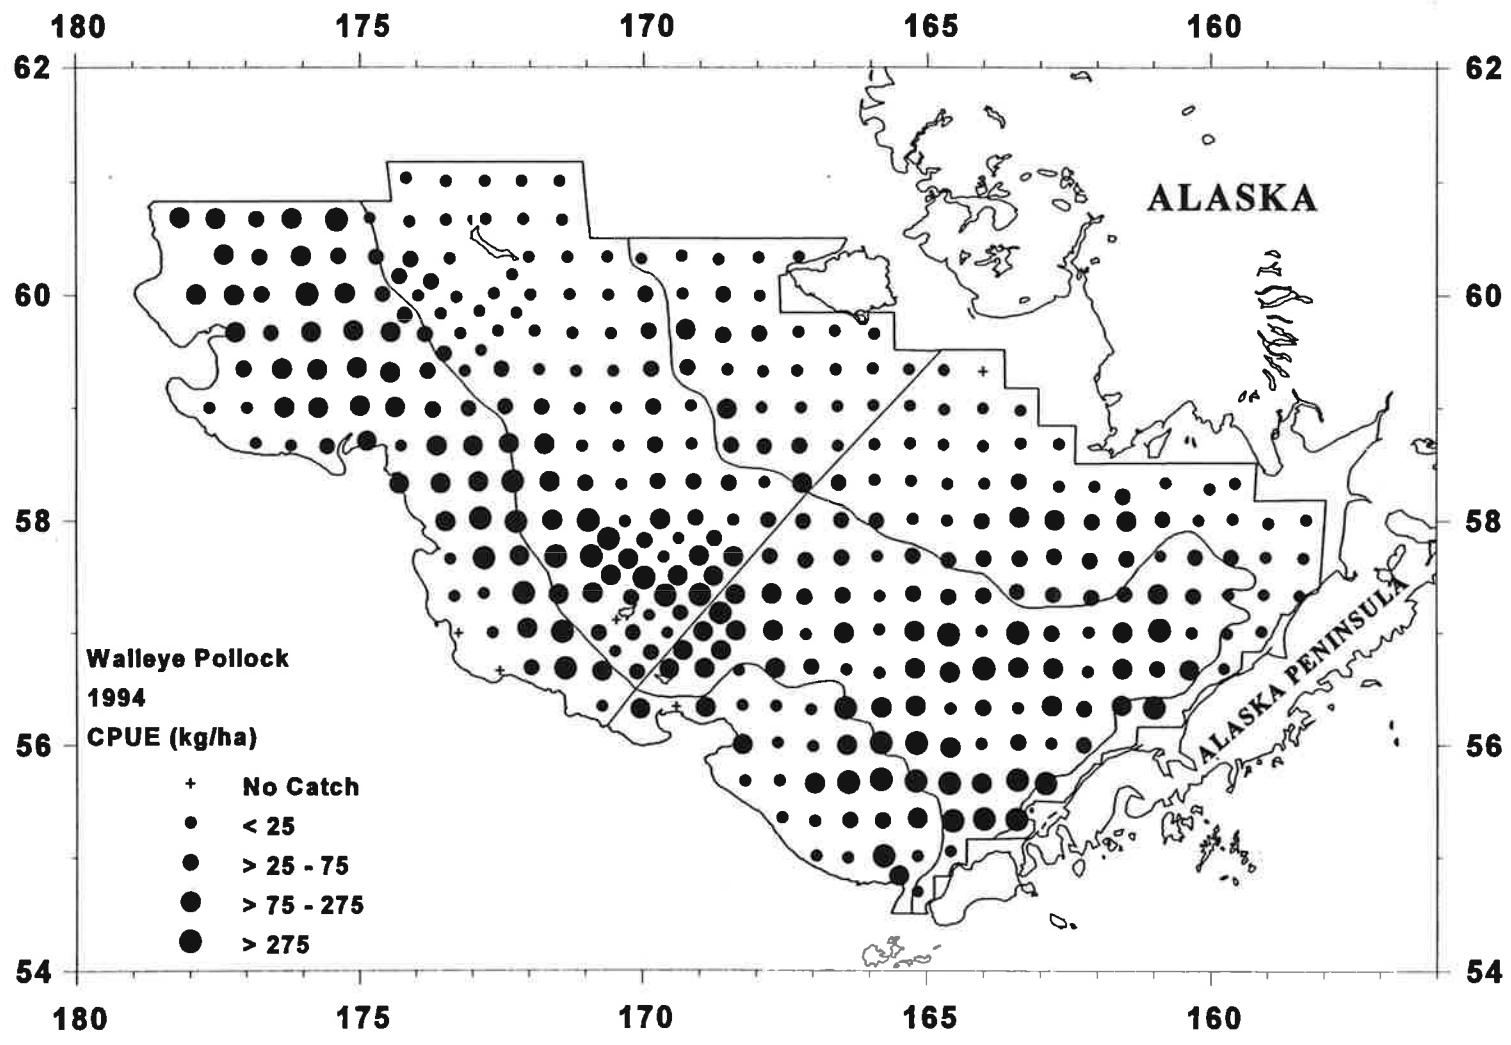 180 175 170 165 160
62 62
ALASKA
60 60
58 58
ALASKA PENINSULA
Walleye Pollock
1994
CPUE (kg/ha)
56 56
+ No Catch
< 25
> 25 - 75
> 75 - 275
> 275
54 54
180 175 170 165 160